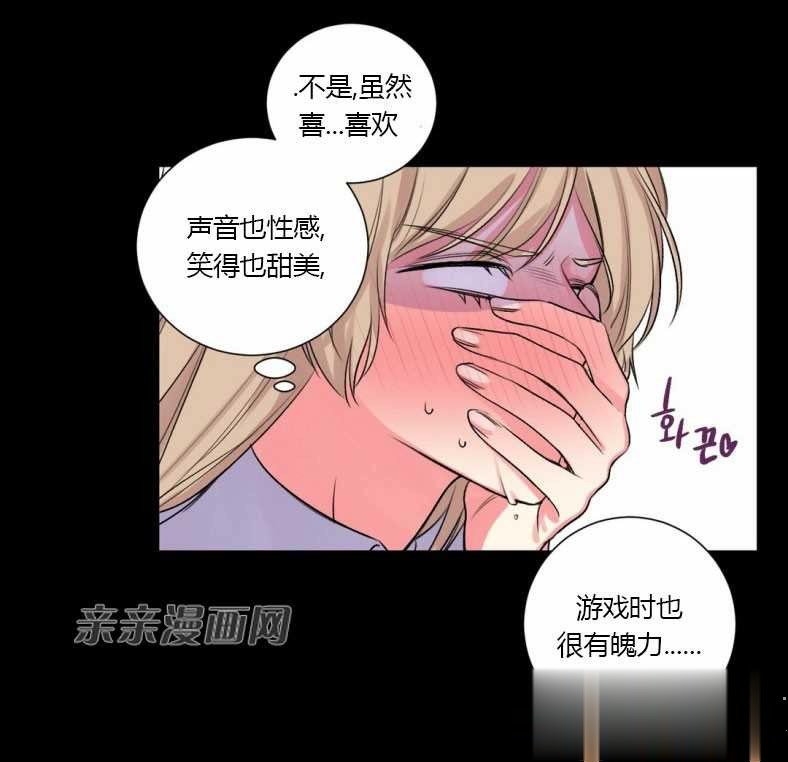 .不是,虽然
喜...喜欢
声音也性感,
笑得也甜美,
화끈♡
亲亲漫画网
游戏时也
很有魄力......